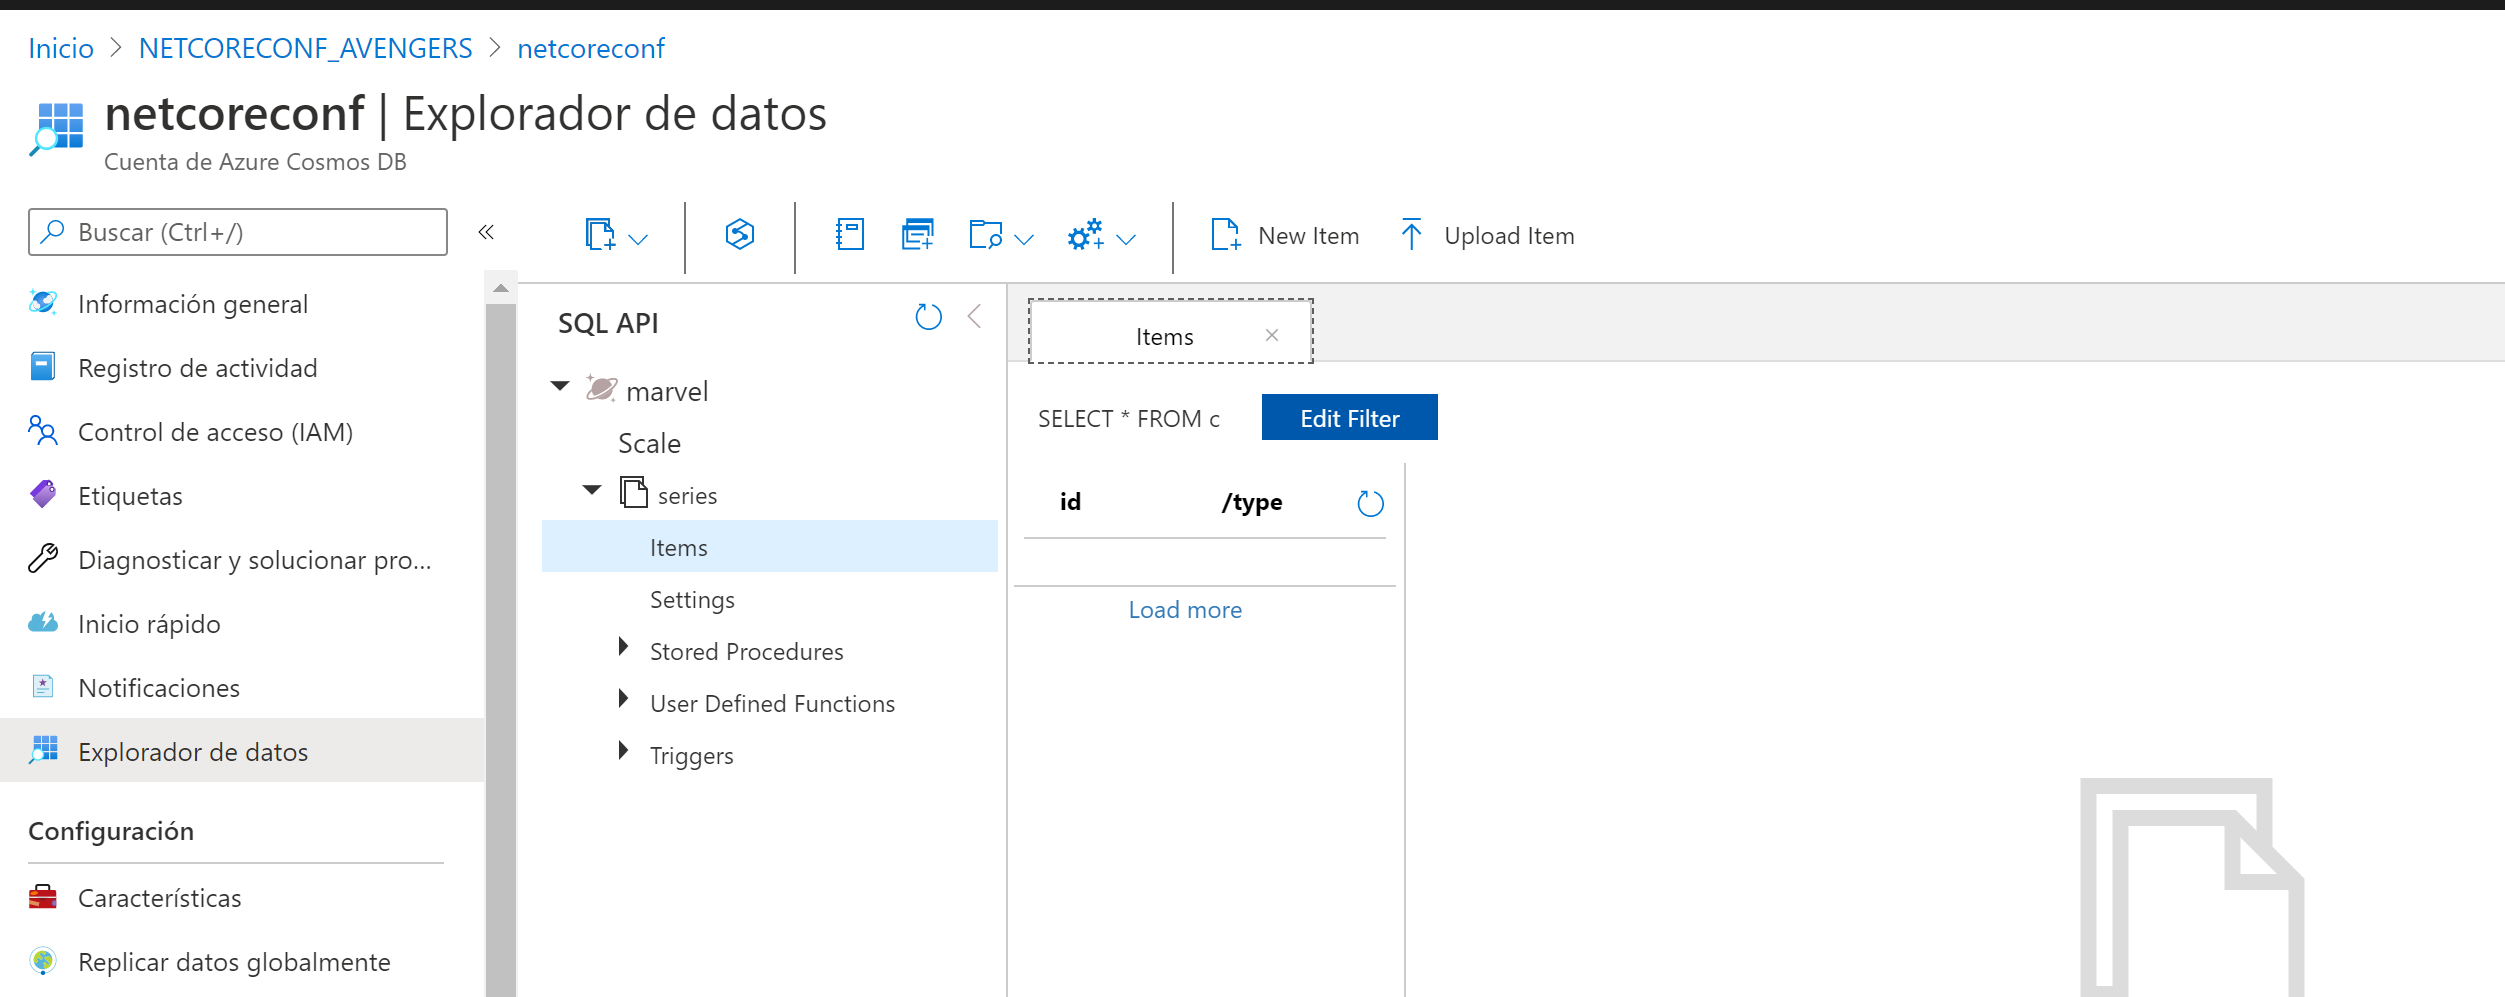 Inicio > NETCORECONF_AVENGERS > netcoreconf
netcoreconf | Explorador de datos
Cuenta de Azure Cosmos DB
Buscar (Ctrl+/)
«
New Item
Upload Item
Información general
Registro de actividad
Control de acceso (IAM)
Etiquetas
Diagnosticar y solucionar pro...
Inicio rápido
Notificaciones
Explorador de datos
Configuración
Características
Replicar datos globalmente
SQL API
marvel
Scale
series
Items
Settings
Stored Procedures
User Defined Functions
Triggers
Items
SELECT * FROM c
Edit Filter
id /type
Load more